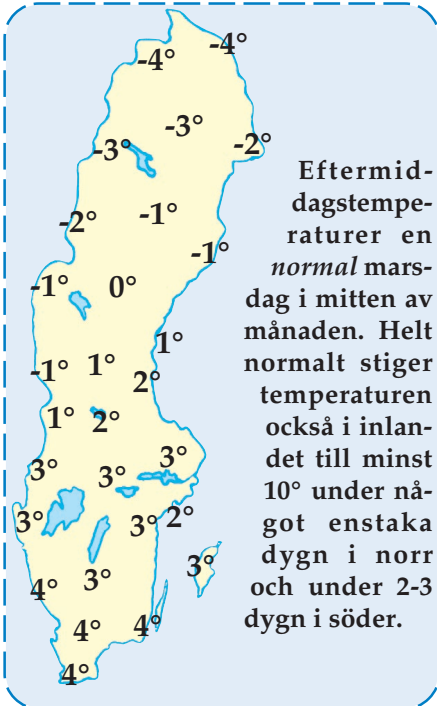 -4° -4°
-3°
-3° -2°
-2° -1°
-1°
-1° 0°
1°
-1° 1° 2°
1° 2°
3° 3° 3°
3° 3° 2°
3°
4° 3°
4° 4°
4°
Eftermid-
dagstempe-
raturer en
normal mars-
dag i mitten av
månaden. Helt
normalt stiger
temperaturen
också i inlan-
det till minst
10° under nå-
got enstaka
dygn i norr
och under 2-3
dygn i söder.